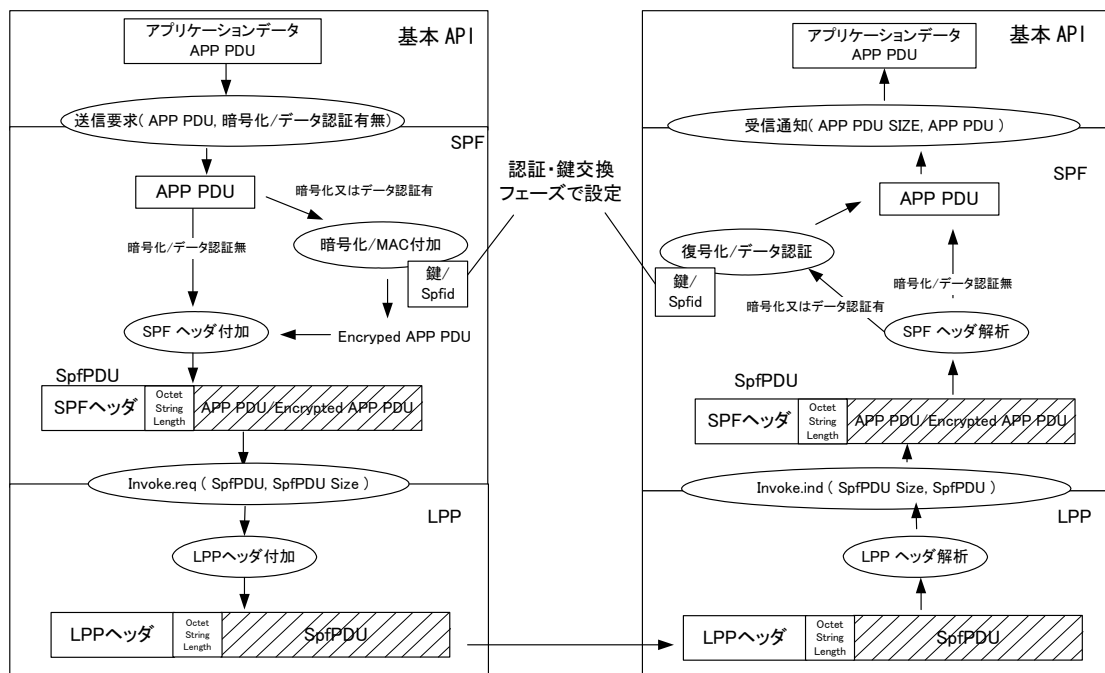 アプリケーションデータ
APP PDU
基本 API
送信要求( APP PDU, 暗号化/データ認証有無)
SPF
APP PDU
暗号化又はデータ認証有
暗号化/データ認証無
暗号化/MAC付加
鍵/
Spfid
SPF ヘッダ付加
Encryped APP PDU
SpfPDU
SPFヘッダ
Octet
String
Length
APP PDU/Encrypted APP PDU
Invoke.req ( SpfPDU, SpfPDU Size )
LPP
LPPヘッダ付加
LPPヘッダ
Octet
String
Length
SpfPDU
認証・鍵交換
フェーズで設定
アプリケーションデータ
APP PDU
基本 API
受信通知( APP PDU SIZE, APP PDU )
SPF
APP PDU
復号化/データ認証
鍵/
Spfid
暗号化/データ認証無
暗号化又はデータ認証有
SPF ヘッダ解析
SpfPDU
SPFヘッダ
Octet
String
Length
APP PDU/Encrypted APP PDU
Invoke.ind ( SpfPDU Size, SpfPDU )
LPP
LPP ヘッダ解析
LPPヘッダ
Octet
String
Length
SpfPDU